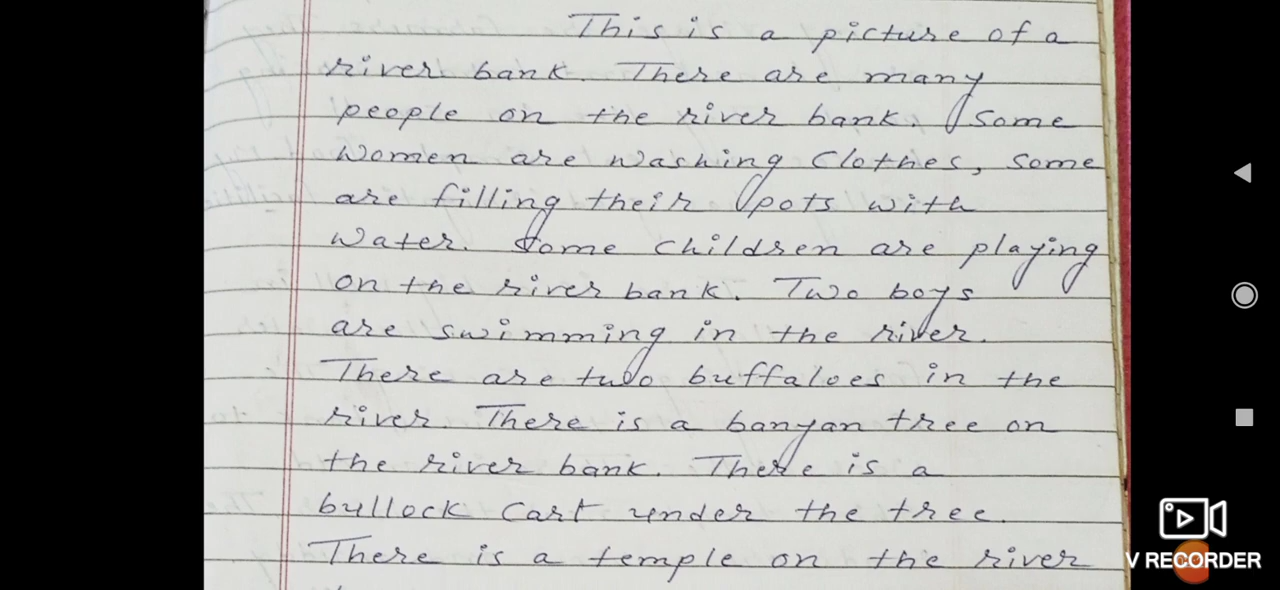 This is a picture of a
river bank. There are many
people on the river bank. Some
women are washing clothes, some
are filling their pots with
water. Some children are playing
on the river bank. Two boys
are swimming in the river.
There are two buffaloes in the
river. There is a banyan tree on
the river bank. There is a
bullock cart under the tree.
There is a temple on the river
V RECORDER